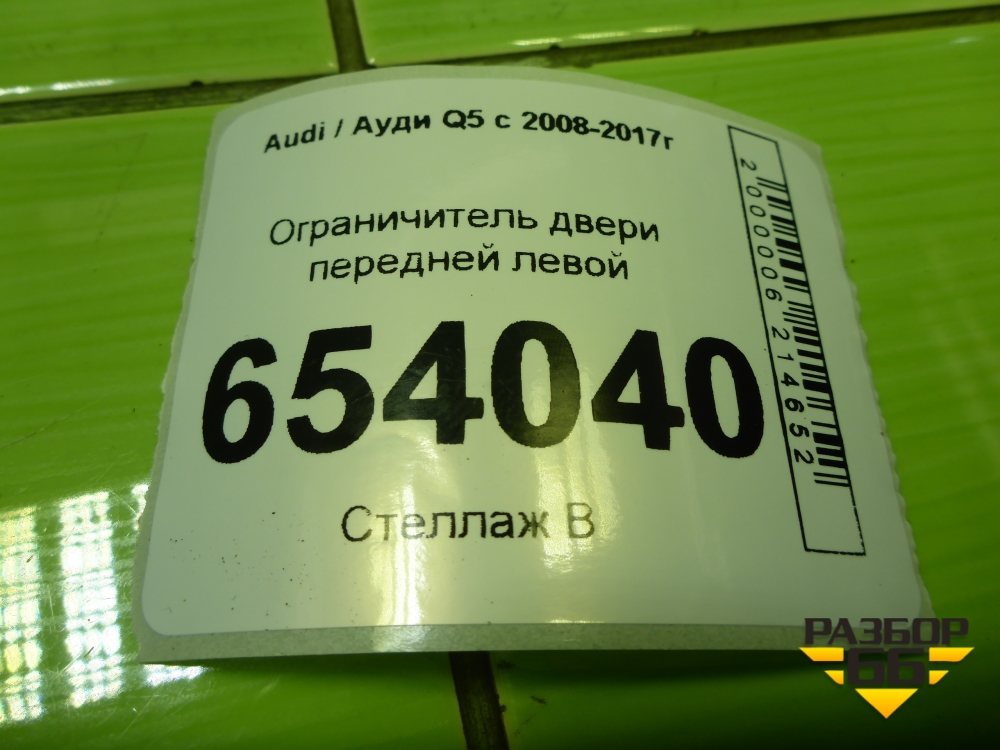 Audi / Ауди Q5 с 2008-2017г
Ограничитель двери
передней левой
654040
Стеллаж В
2000006214652
РАЗБОР
66